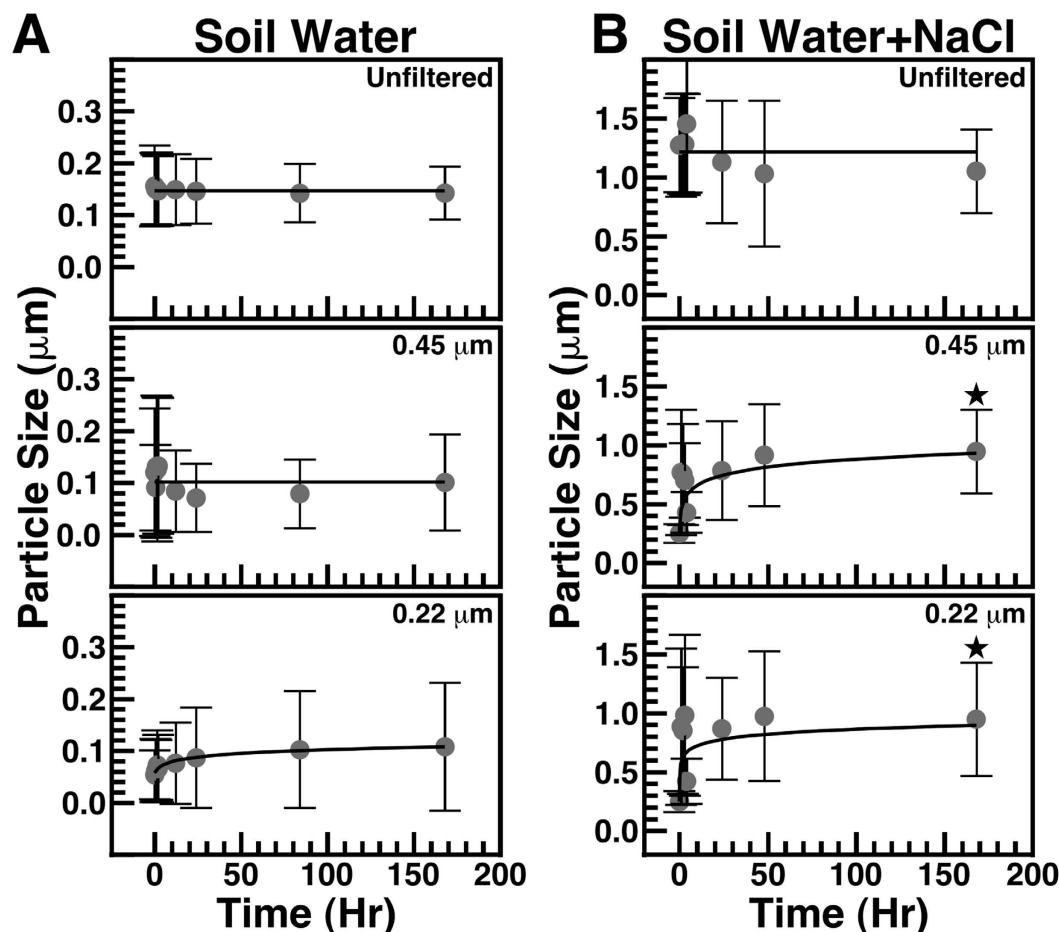 A Soil Water
B Soil Water+NaCl
Particle Size (μm)
Unfiltered
0.3
0.2
0.1
0.0
0.45 μm
0.3
0.2
0.1
0.0
0.22 μm
0.3
0.2
0.1
0.0
0 50 100 150 200
Time (Hr)
Particle Size (μm)
Unfiltered
1.5
1.0
0.5
0.0
0.45 μm
1.5
1.0
0.5
0.0
0.22 μm
1.5
1.0
0.5
0.0
0 50 100 150 200
Time (Hr)